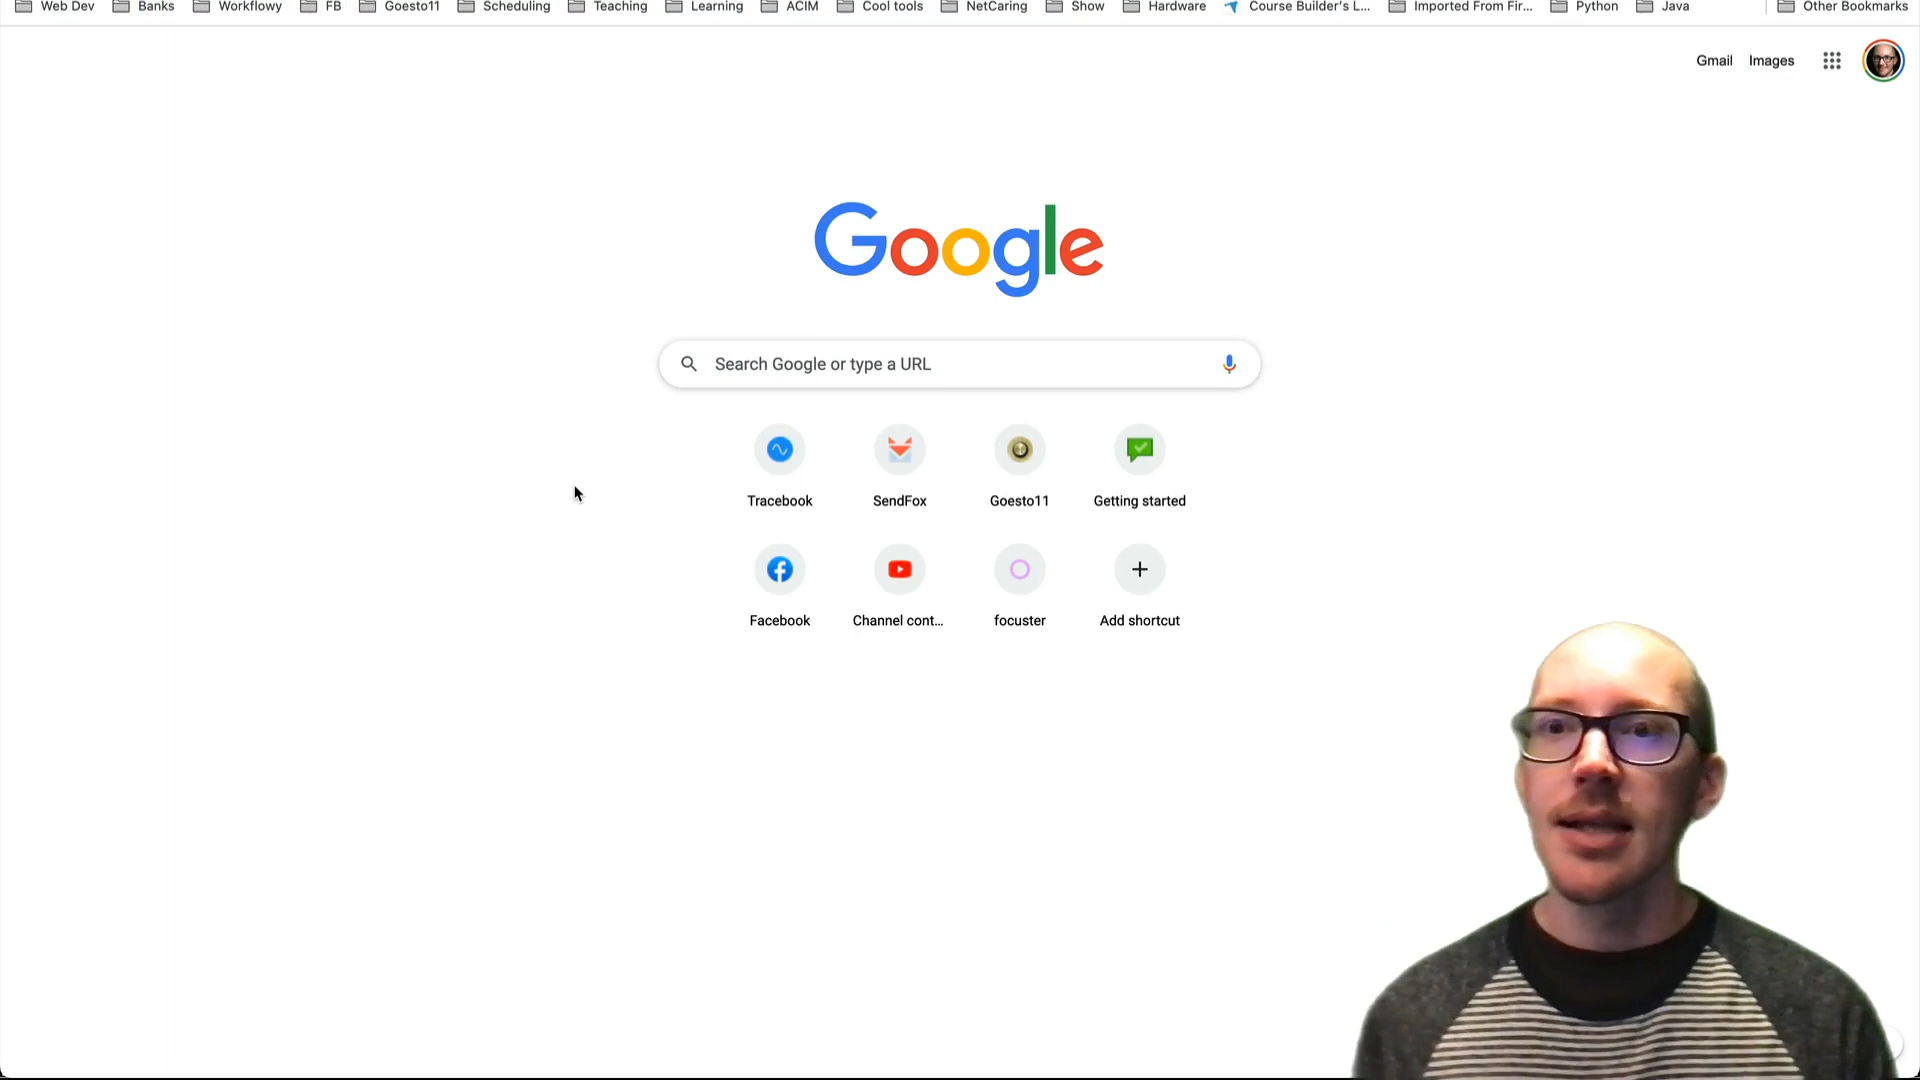 Web Dev Banks Workflowy FB Goesto11 Scheduling Teaching Learning ACIM Cool tools NetCaring Show Hardware Course Builder's L... Imported From Fir... Python Java Other Bookmarks
Gmail Images
Google
Search Google or type a URL
Tracebook SendFox Goesto11 Getting started
Facebook Channel cont... focuster Add shortcut